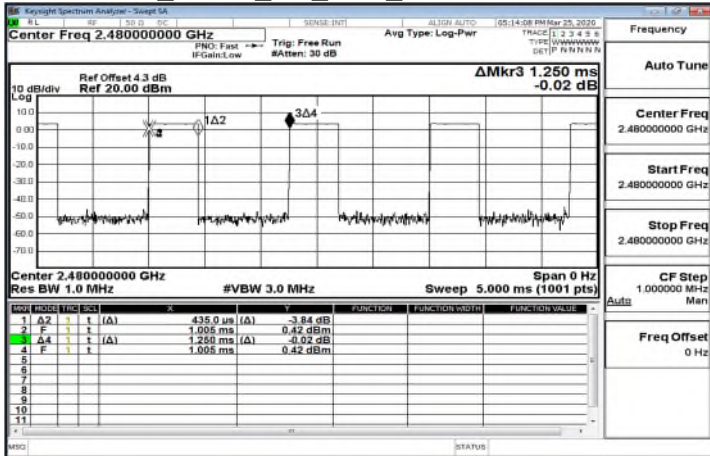 Keysight Spectrum Analyzer - Swept SA
RL RF 50 Ω DC SENSE:INT ALIGN AUTO 05:14:08 PM Mar 25, 2020
Center Freq 2.480000000 GHz
PNO: Fast
IFGain:Low
Trig: Free Run
#Atten: 30 dB
Avg Type: Log-Pwr
TRACE 1 2 3 4 5 6
TYPE WWWWWW
DET P N N N N N
Frequency
Auto Tune
Ref Offset 4.3 dB
10 dB/div Ref 20.00 dBm
ΔMkr3 1.250 ms
-0.02 dB
Log
10.0
0.00
-10.0
-20.0
-30.0
-40.0
-50.0
-60.0
-70.0
1Δ2
3Δ4
Center 2.480000000 GHz
Res BW 1.0 MHz
#VBW 3.0 MHz
Span 0 Hz
Sweep 5.000 ms (1001 pts)
MKR MODE TRC SCL X Y FUNCTION FUNCTION WIDTH FUNCTION VALUE
1 Δ2 1 t (Δ) 435.0 µs (Δ) -3.84 dB
2 F 1 t 1.005 ms 0.42 dBm
3 Δ4 1 t (Δ) 1.250 ms (Δ) -0.02 dB
4 F 1 t 1.005 ms 0.42 dBm
5
6
7
8
9
10
11
MSG
STATUS
Center Freq
2.480000000 GHz
Start Freq
2.480000000 GHz
Stop Freq
2.480000000 GHz
CF Step
1.000000 MHz
Auto Man
Freq Offset
0 Hz